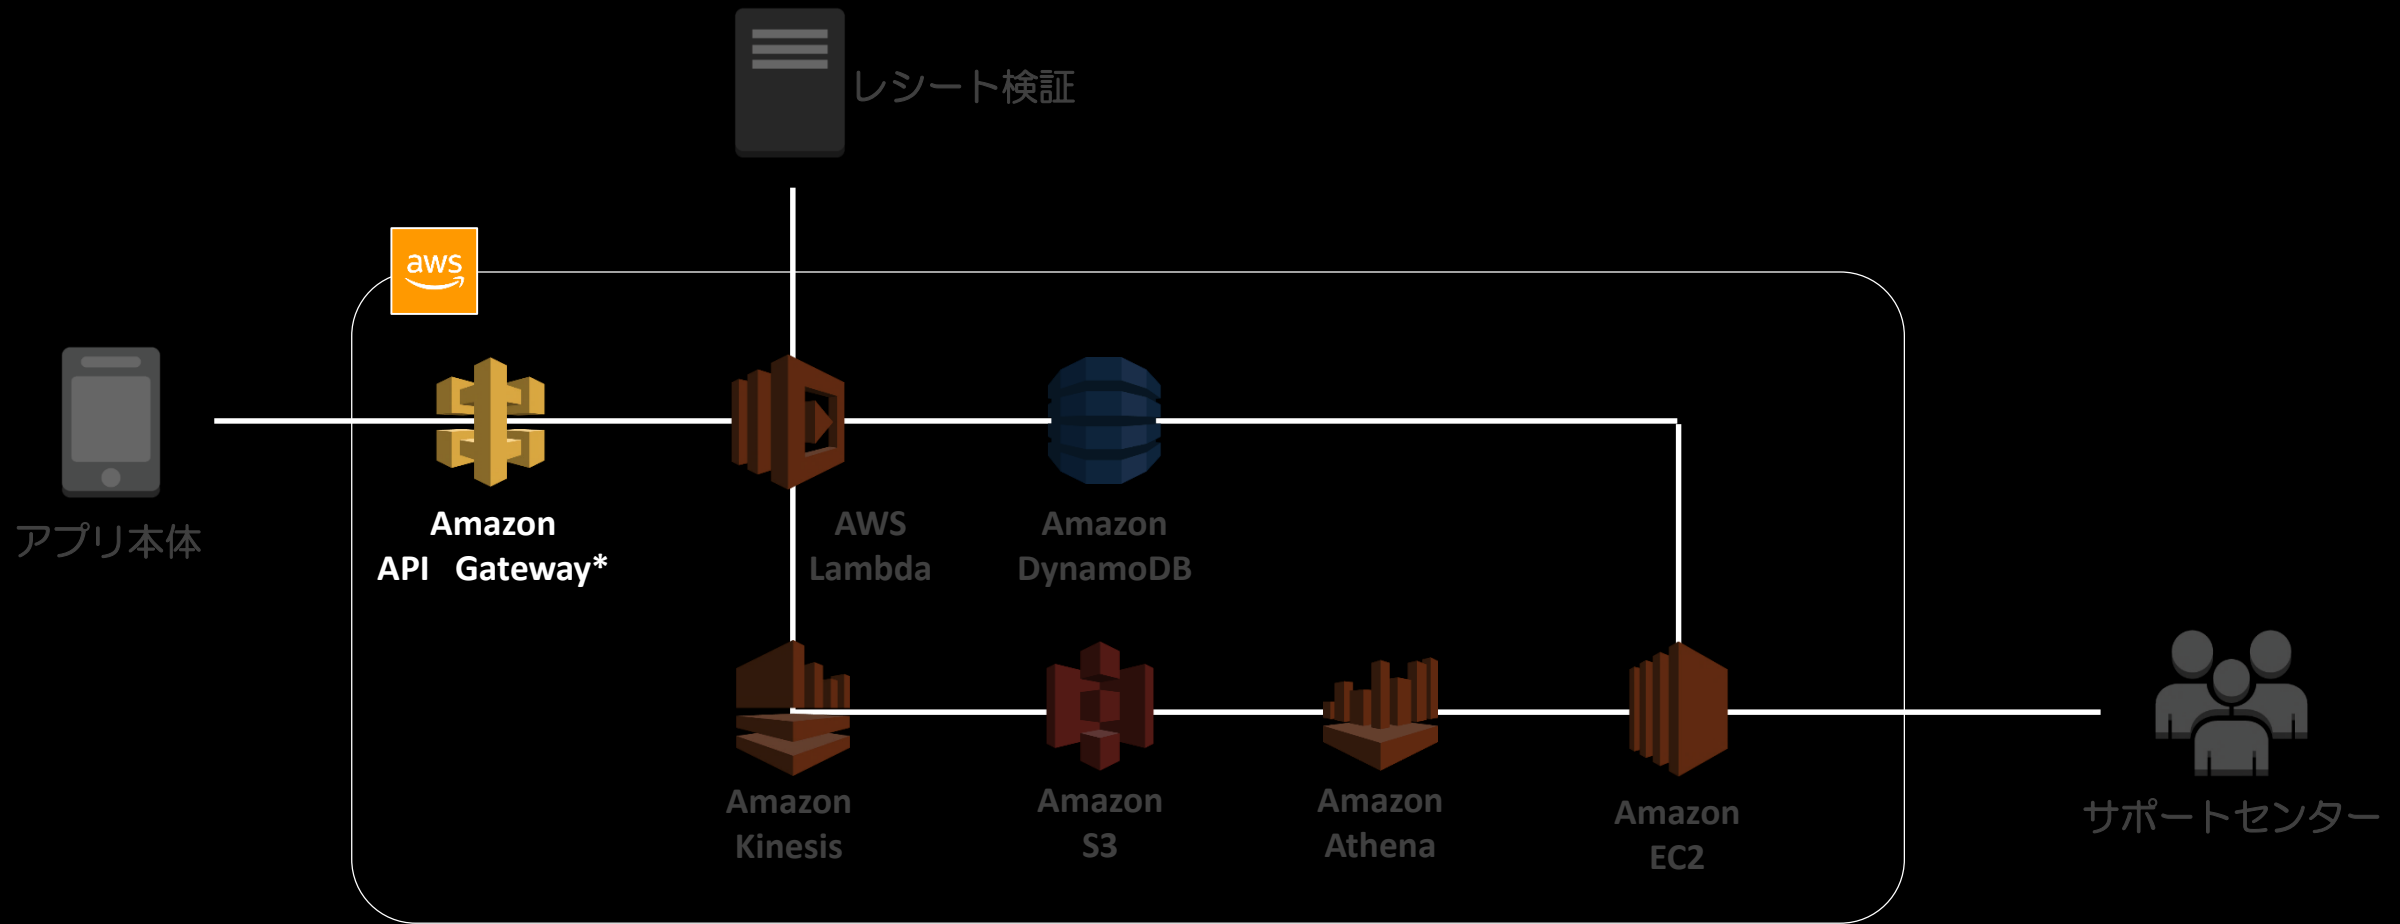 レシート検証
aws
アプリ本体
Amazon
API Gateway*
AWS
Lambda
Amazon
DynamoDB
Amazon
Kinesis
Amazon
S3
Amazon
Athena
Amazon
EC2
サポートセンター